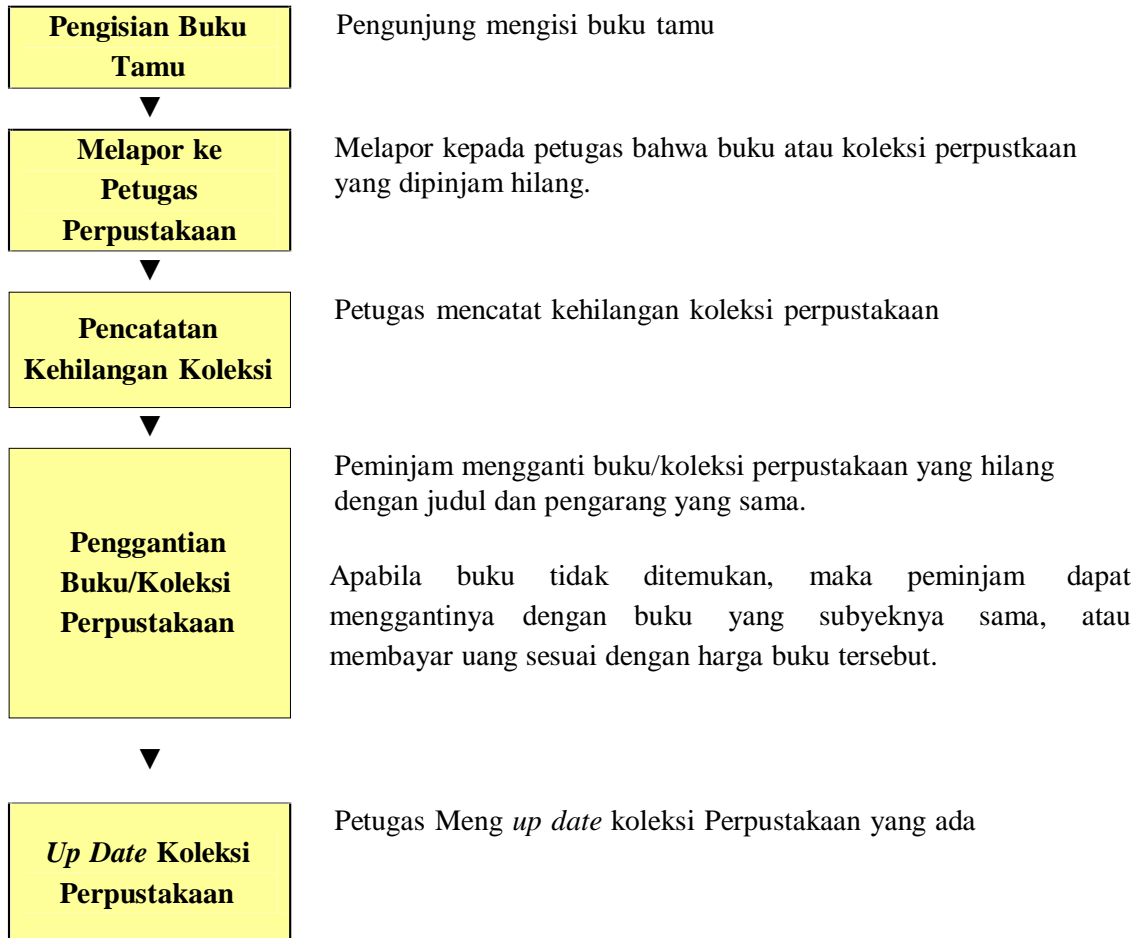 Pengisian Buku
Tamu
Pengunjung mengisi buku tamu
▼
Melapor ke
Petugas
Perpustakaan
Melapor kepada petugas bahwa buku atau koleksi perpustkaan
yang dipinjam hilang.
▼
Pencatatan
Kehilangan Koleksi
Petugas mencatat kehilangan koleksi perpustakaan
▼
Penggantian
Buku/Koleksi
Perpustakaan
Peminjam mengganti buku/koleksi perpustakaan yang hilang
dengan judul dan pengarang yang sama.
Apabila buku tidak ditemukan, maka peminjam dapat
menggantinya dengan buku yang subyeknya sama, atau
membayar uang sesuai dengan harga buku tersebut.
▼
Up Date Koleksi
Perpustakaan
Petugas Meng up date koleksi Perpustakaan yang ada